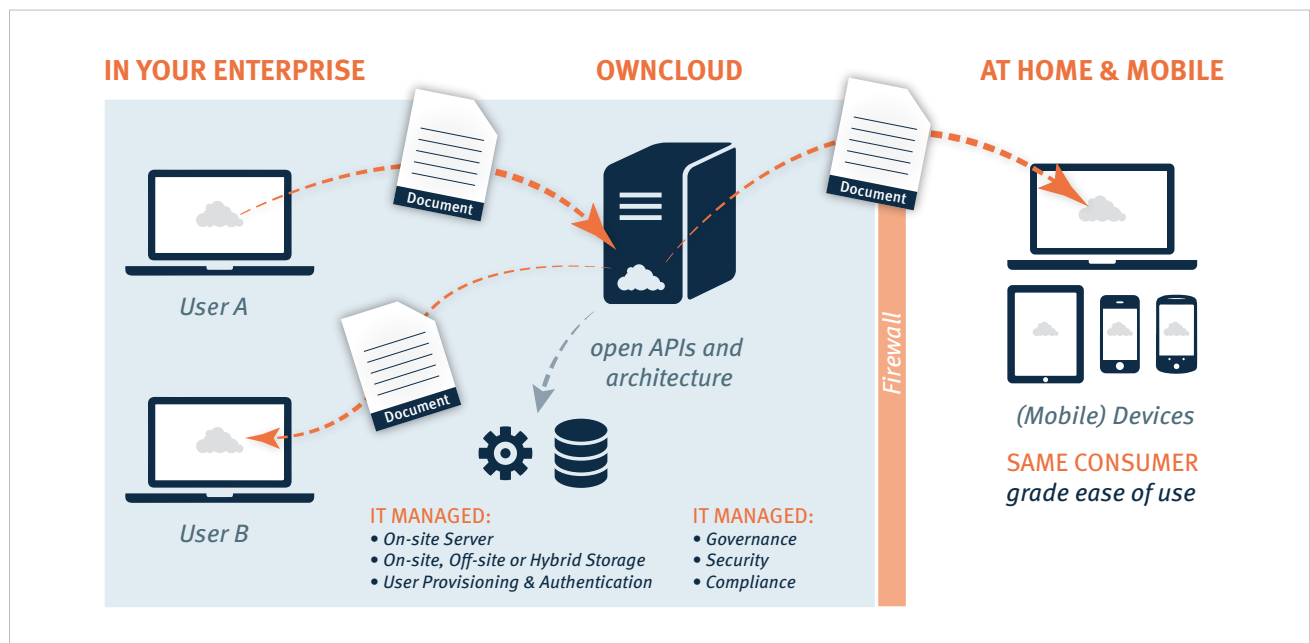 IN YOUR ENTERPRISE
OWNCLOUD
AT HOME & MOBILE
Document
Document
User A
open APIs and
architecture
Firewall
Document
(Mobile) Devices
SAME CONSUMER
grade ease of use
User B
IT MANAGED:
• On-site Server
• On-site, Off-site or Hybrid Storage
• User Provisioning & Authentication
IT MANAGED:
• Governance
• Security
• Compliance